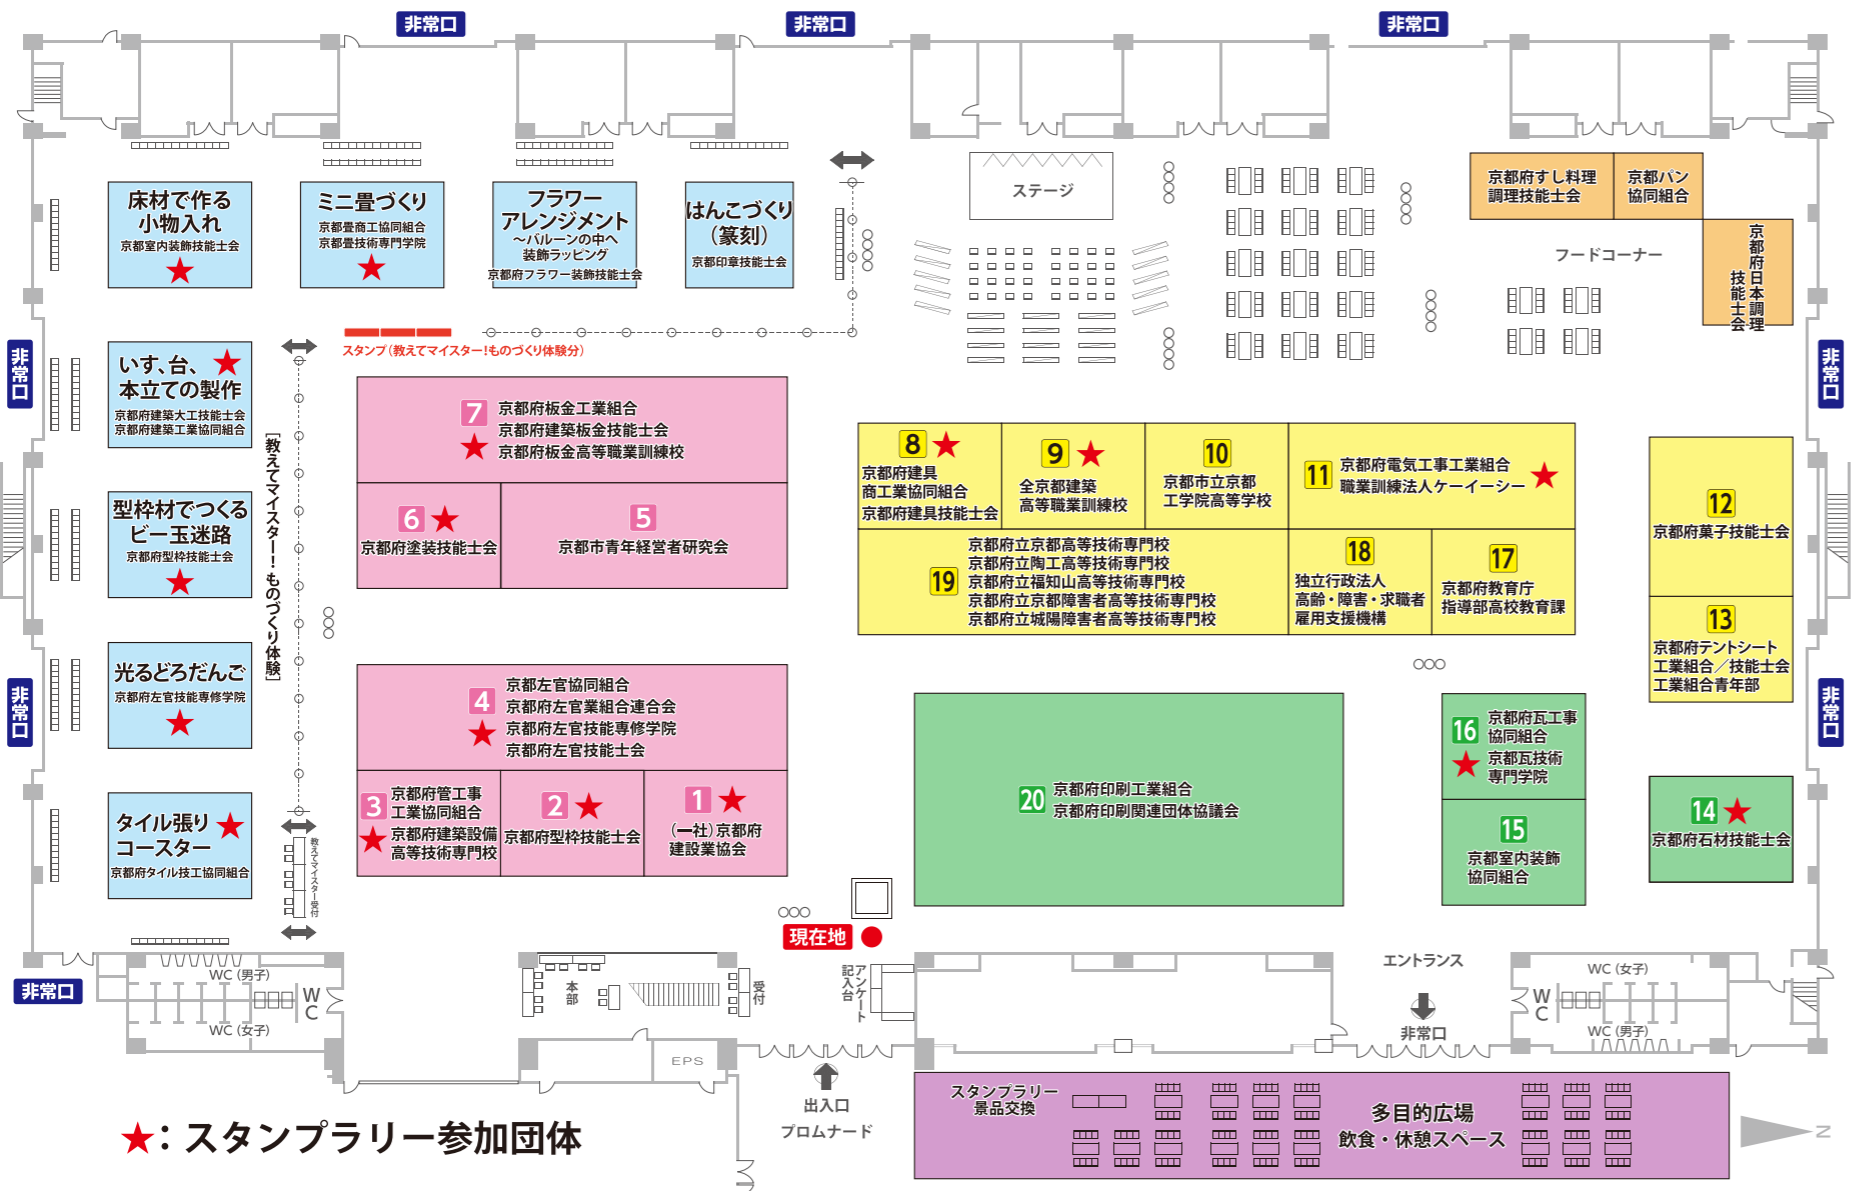 非常口
非常口
非常口
床材で作る
小物入れ
京都室内装飾技能士会
ミニ畳づくり
京都畳商工協同組合
京都畳技術専門学院
フラワー
アレンジメント
～バルーンの中へ
装飾ラッピング
京都府フラワー装飾技能士会
はんこづくり
（篆刻）
京都印章技能士会
ステージ
京都府すし料理
調理技能士会
京都パン
協同組合
京都府日本調理
技能士会
フードコーナー
スタンプ（教えてマイスター！ものづくり体験分）
非常口
いす、台、
本立ての製作
京都府建築大工技能士会
京都府建築工業協同組合
［教えてマイスター！ものづくり体験］
型枠材でつくる
ビー玉迷路
京都府型枠技能士会
光るどろだんご
京都府左官技能専修学院
非常口
タイル張り
コースター
京都府タイル技工協同組合
教えてマイスター受付
7
京都府板金工業組合
京都府建築板金技能士会
京都府板金高等職業訓練校
6
京都府塗装技能士会
5
京都市青年経営者研究会
4
京都左官協同組合
京都府左官業組合連合会
京都府左官技能専修学院
京都府左官技能士会
3
京都府管工事
工業協同組合
京都府建築設備
高等技術専門校
2
京都府型枠技能士会
1
（一社）京都府
建設業協会
8
京都府建具
商工業協同組合
京都府建具技能士会
9
全京都建築
高等職業訓練校
10
京都市立京都
工学院高等学校
11
京都府電気工事工業組合
職業訓練法人ケーイーシー
19
京都府立京都高等技術専門校
京都府立陶工高等技術専門校
京都府立福知山高等技術専門校
京都府立京都障害者高等技術専門校
京都府立城陽障害者高等技術専門校
18
独立行政法人
高齢・障害・求職者
雇用支援機構
17
京都府教育庁
指導部高校教育課
12
京都府菓子技能士会
13
京都府テントシート
工業組合／技能士会
工業組合青年部
非常口
非常口
20
京都府印刷工業組合
京都府印刷関連団体協議会
16
京都府瓦工事
協同組合
京都瓦技術
専門学院
15
京都室内装飾
協同組合
14
京都府石材技能士会
現在地
非常口
WC（男子）
WC
WC（女子）
本部
受付
アンケート
記入台
EPS
エントランス
非常口
WC（女子）
WC
WC（男子）
出入口
プロムナード
スタンプラリー
景品交換
多目的広場
飲食・休憩スペース
N
★：スタンプラリー参加団体